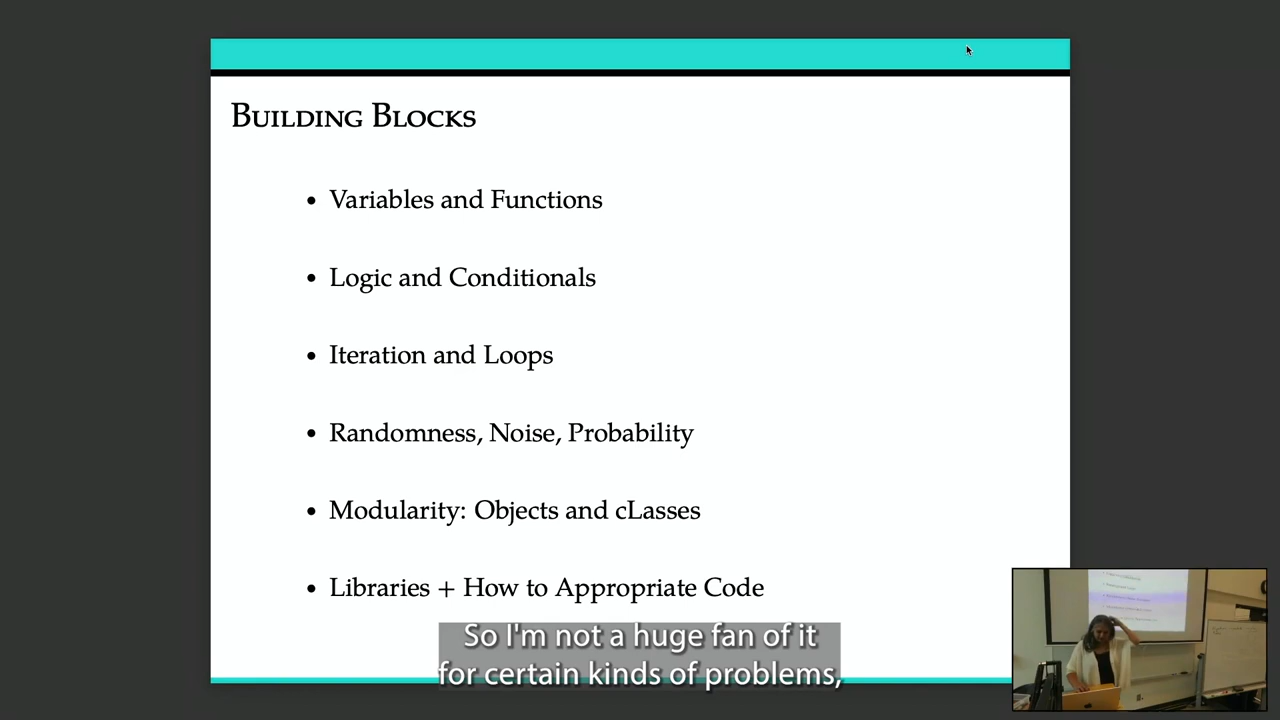 Building Blocks
• Variables and Functions
• Logic and Conditionals
• Iteration and Loops
• Randomness, Noise, Probability
• Modularity: Objects and cLasses
• Libraries + How to Appropriate Code
So I'm not a huge fan of it
for certain kinds of problems,